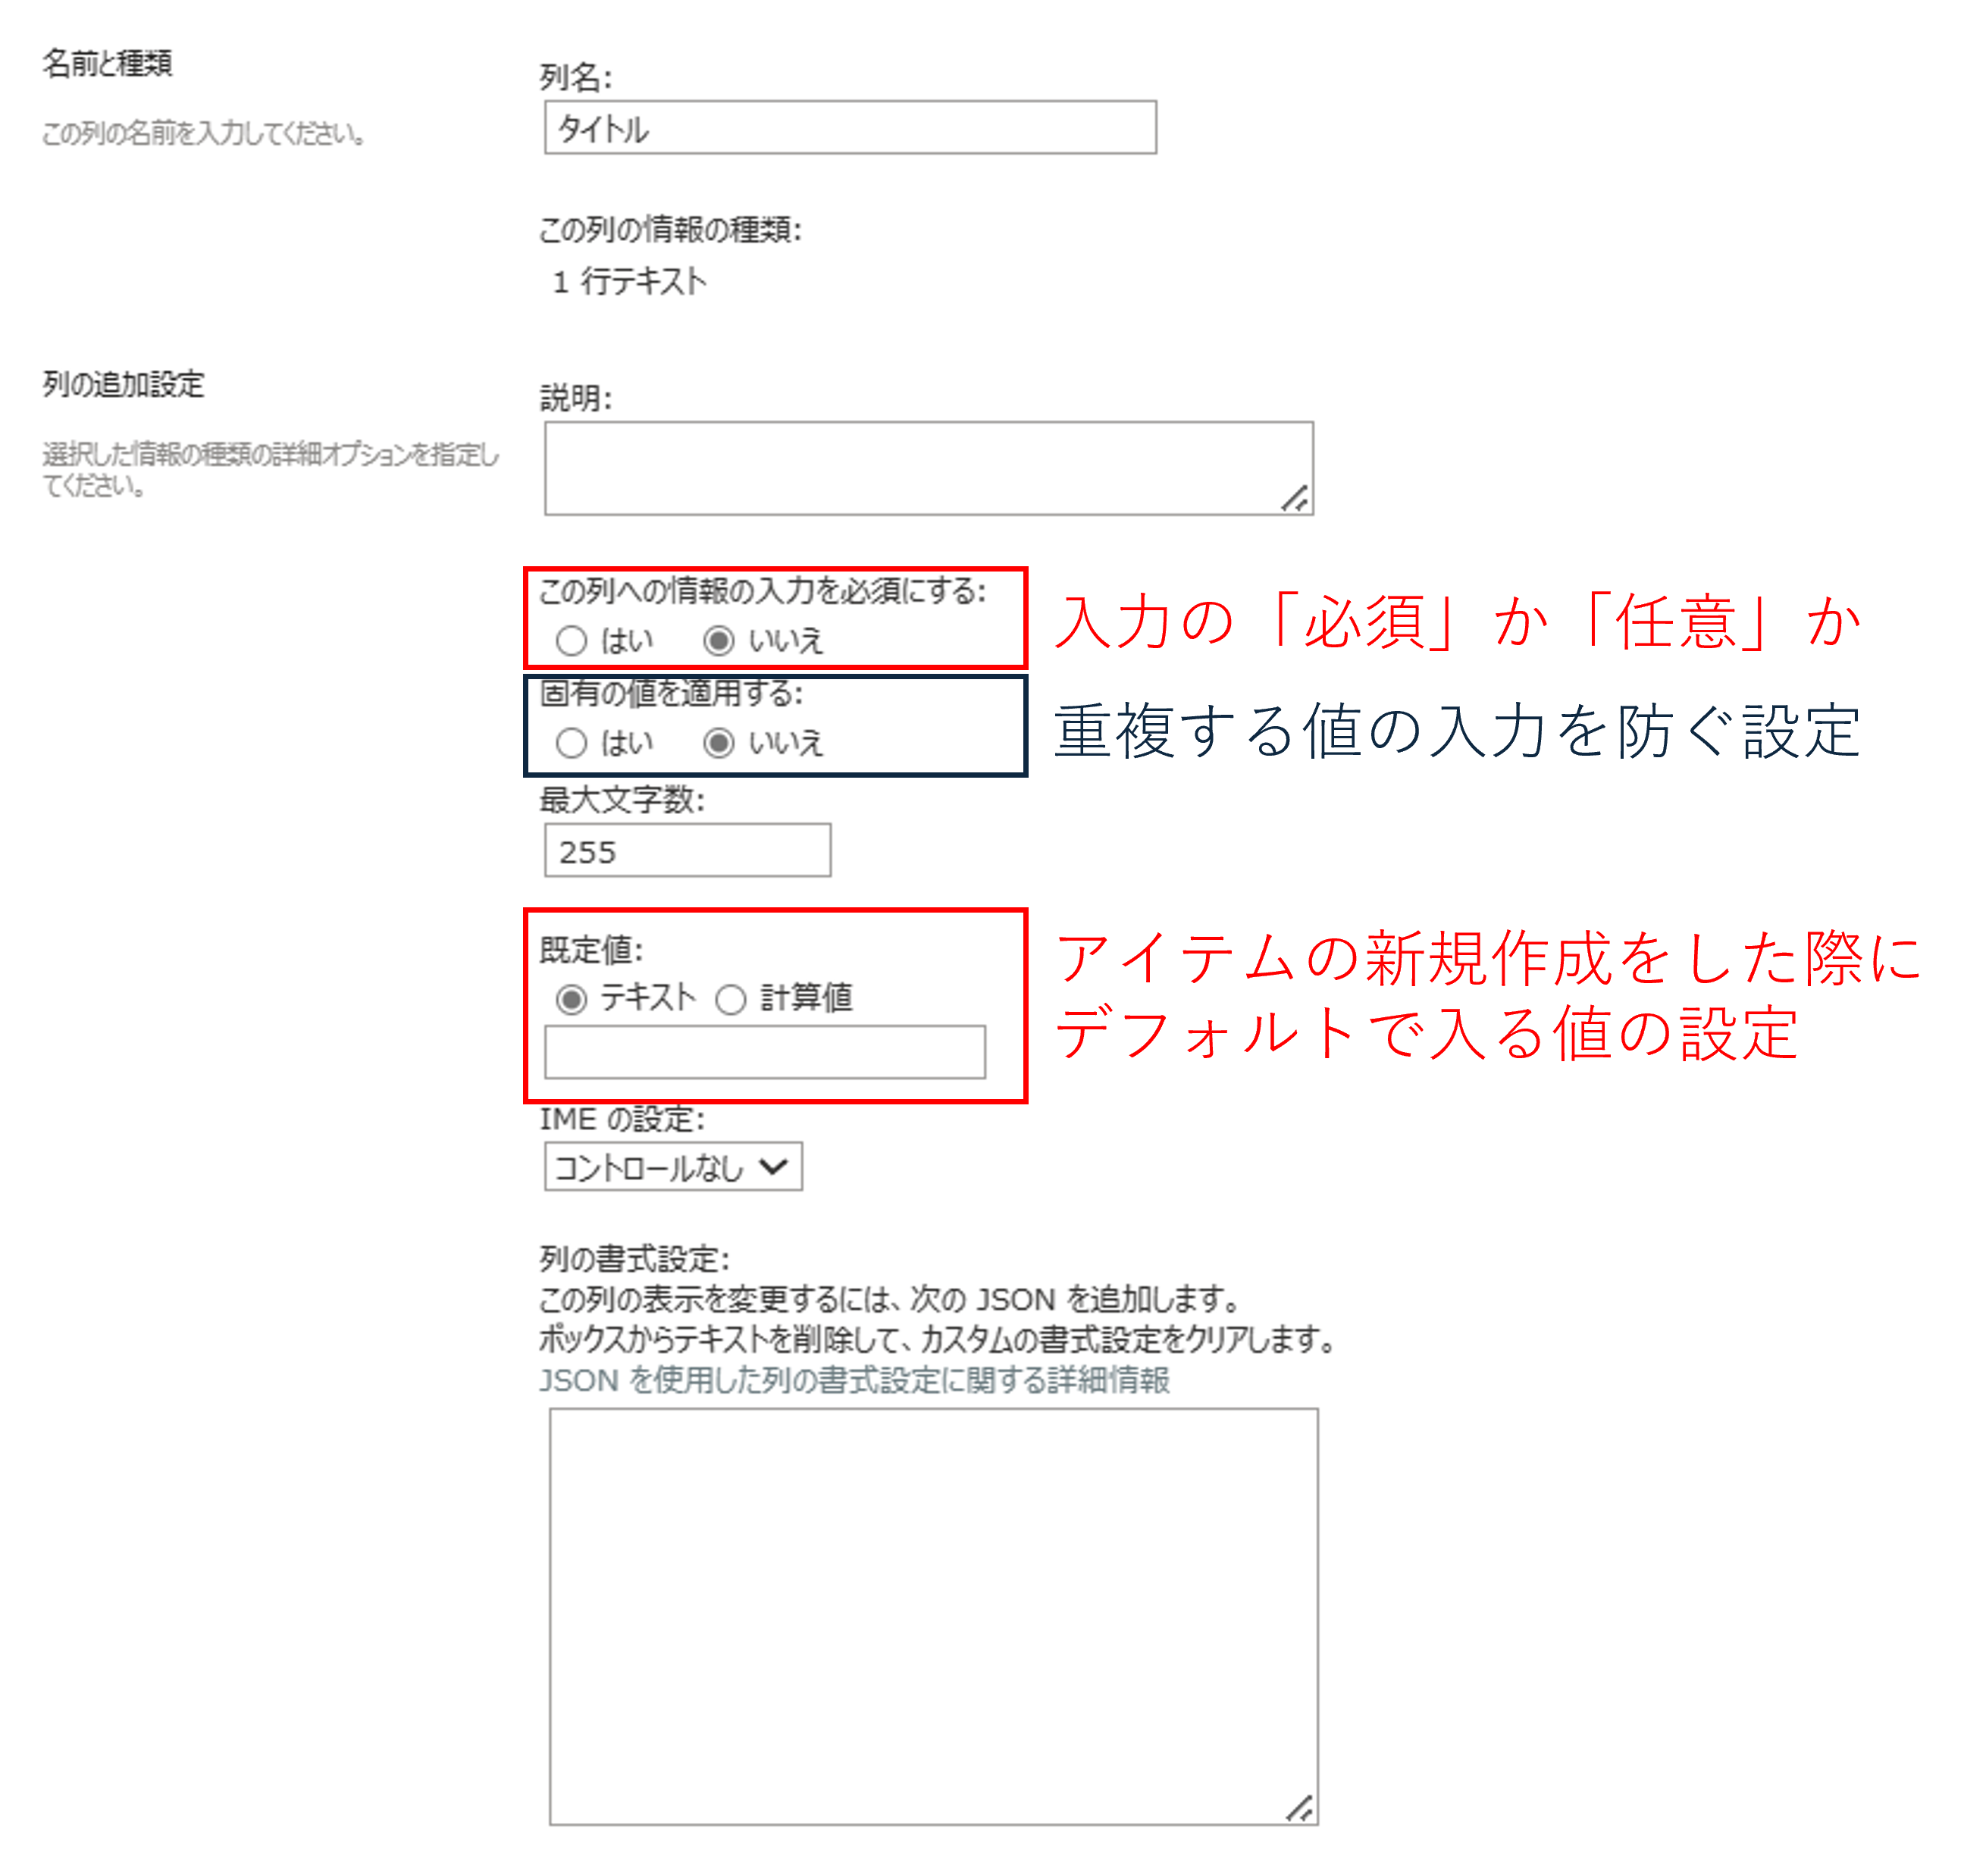 名前と種類
この列の名前を入力してください。
列名:
タイトル
この列の情報の種類:
1 行テキスト
列の追加設定
選択した情報の種類の詳細オプションを指定し
てください。
説明:
この列への情報の入力を必須にする:
はい いいえ
入力の「必須」か「任意」か
固有の値を適用する:
はい いいえ
重複する値の入力を防ぐ設定
最大文字数:
255
既定値:
テキスト 計算値
アイテムの新規作成をした際に
デフォルトで入る値の設定
IME の設定:
コントロールなし
列の書式設定:
この列の表示を変更するには、次の JSON を追加します。
ボックスからテキストを削除して、カスタムの書式設定をクリアします。
JSON を使用した列の書式設定に関する詳細情報